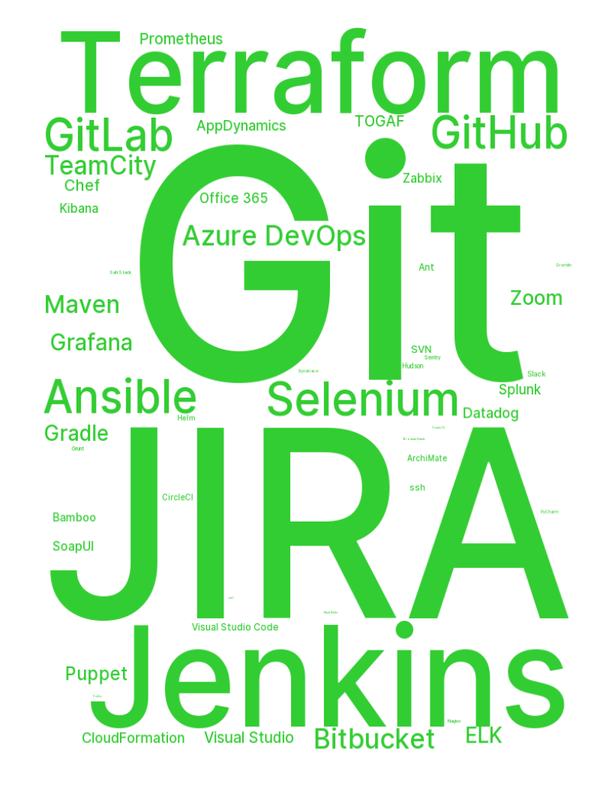 Terraform
Prometheus
GitLab
AppDynamics
TOGAF
GitHub
TeamCity
Chef
Zabbix
Kibana
Office 365
Git
Azure DevOps
Ant
Maven
Zoom
Grafana
SVN
Sentry
Hudson
Slack
Ansible
Selenium
Splunk
Helm
Datadog
Gradle
Grunt
JIRA
ArchiMate
CircleCI
ssh
PyCharm
Bamboo
SoapUI
Visual Studio Code
Jenkins
Puppet
CloudFormation
Visual Studio
Bitbucket
ELK